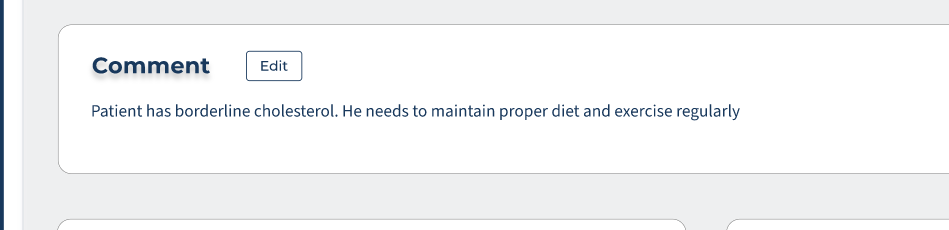 Comment Edit
Patient has borderline cholesterol. He needs to maintain proper diet and exercise regularly